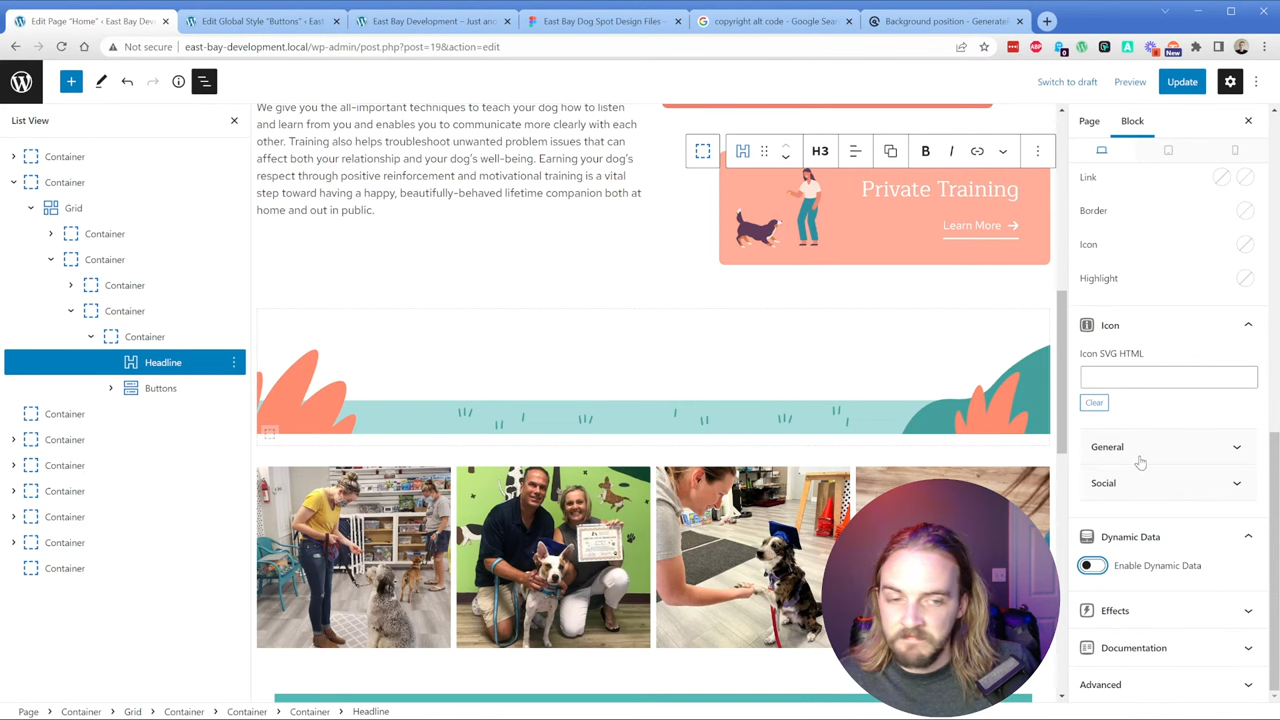 Edit Page “Home” ‹ East Bay Dev
Edit Global Style “Buttons” ‹ East
East Bay Development – Just ano
East Bay Dog Spot Design Files –
copyright alt code - Google Sear
Background position - GenerateP
Not secure
east-bay-development.local/wp-admin/post.php?post=19&action=edit
New
Switch to draft
Preview
Update
List View
Container
Container
Grid
Container
Container
Container
Container
Container
Headline
Buttons
Container
Container
Container
Container
Container
Container
Container
We give you the all-important techniques to teach your dog how to listen
and learn from you and enables you to communicate more clearly with each
other. Training also helps troubleshoot unwanted problem issues that can
affect both your relationship and your dog’s well-being. Earning your dog’s
respect through positive reinforcement and motivational training is a vital
step toward having a happy, beautifully-behaved lifetime companion both at
home and out in public.
H3
B
I
Private Training
Learn More
Page
Block
Link
Border
Icon
Highlight
Icon
Icon SVG HTML
Clear
General
Social
Dynamic Data
Enable Dynamic Data
Effects
Documentation
Advanced
Page
Container
Grid
Container
Container
Container
Headline